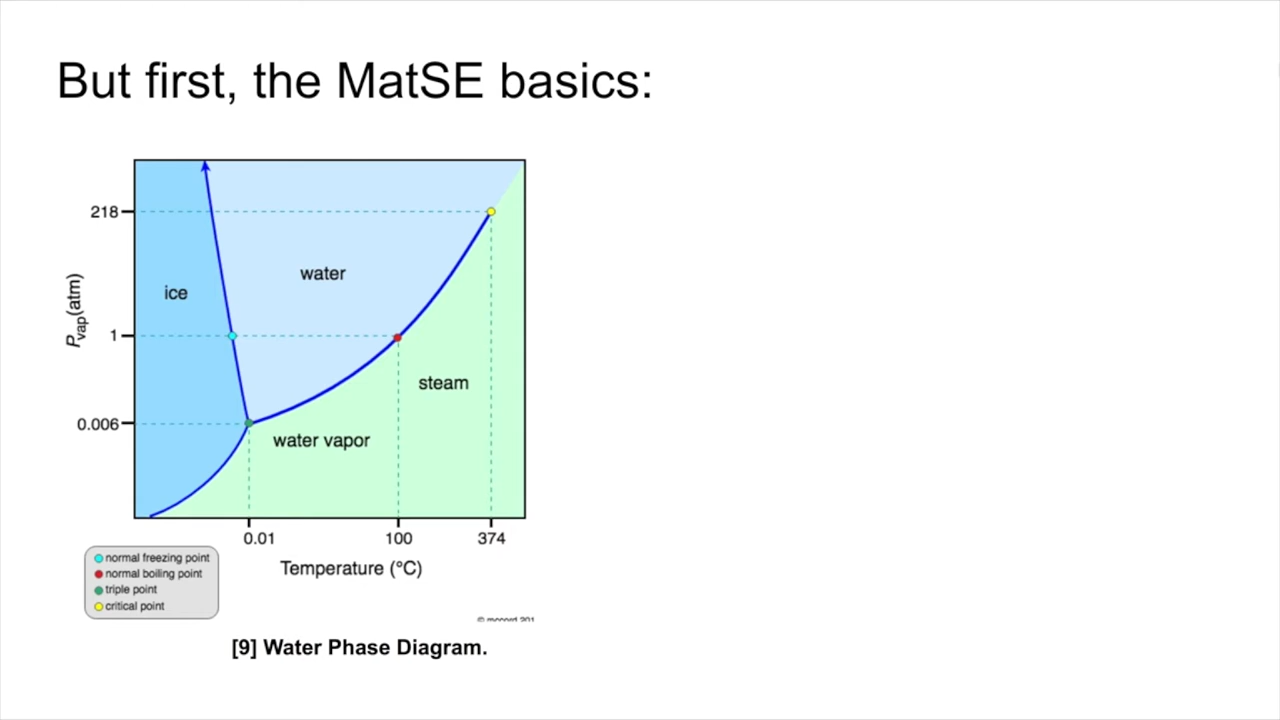 But first, the MatSE basics:
218
1
0.006
Pvap(atm)
ice
water
steam
water vapor
0.01
100
374
Temperature (°C)
normal freezing point
normal boiling point
triple point
critical point
[9] Water Phase Diagram.